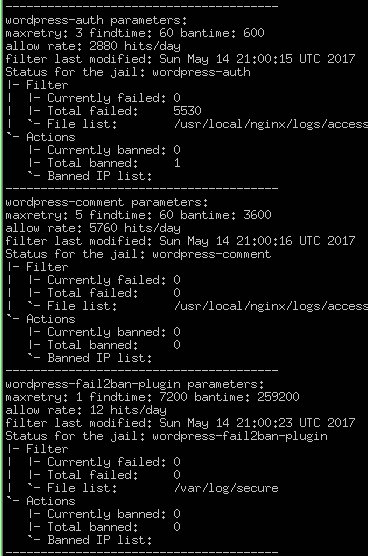 ---------------------------------------
wordpress-auth parameters:
maxretry: 3 findtime: 60 bantime: 600
allow rate: 2880 hits/day
filter last modified: Sun May 14 21:00:15 UTC 2017
Status for the jail: wordpress-auth
|- Filter
|  |- Currently failed: 0
|  |- Total failed:     5530
|  `- File list:        /usr/local/nginx/logs/access
`- Actions
   |- Currently banned: 0
   |- Total banned:     1
   `- Banned IP list:
---------------------------------------
wordpress-comment parameters:
maxretry: 5 findtime: 60 bantime: 3600
allow rate: 5760 hits/day
filter last modified: Sun May 14 21:00:16 UTC 2017
Status for the jail: wordpress-comment
|- Filter
|  |- Currently failed: 0
|  |- Total failed:     0
|  `- File list:        /usr/local/nginx/logs/access
`- Actions
   |- Currently banned: 0
   |- Total banned:     0
   `- Banned IP list:
---------------------------------------
wordpress-fail2ban-plugin parameters:
maxretry: 1 findtime: 7200 bantime: 259200
allow rate: 12 hits/day
filter last modified: Sun May 14 21:00:23 UTC 2017
Status for the jail: wordpress-fail2ban-plugin
|- Filter
|  |- Currently failed: 0
|  |- Total failed:     0
|  `- File list:        /var/log/secure
`- Actions
   |- Currently banned: 0
   |- Total banned:     0
   `- Banned IP list:
---------------------------------------